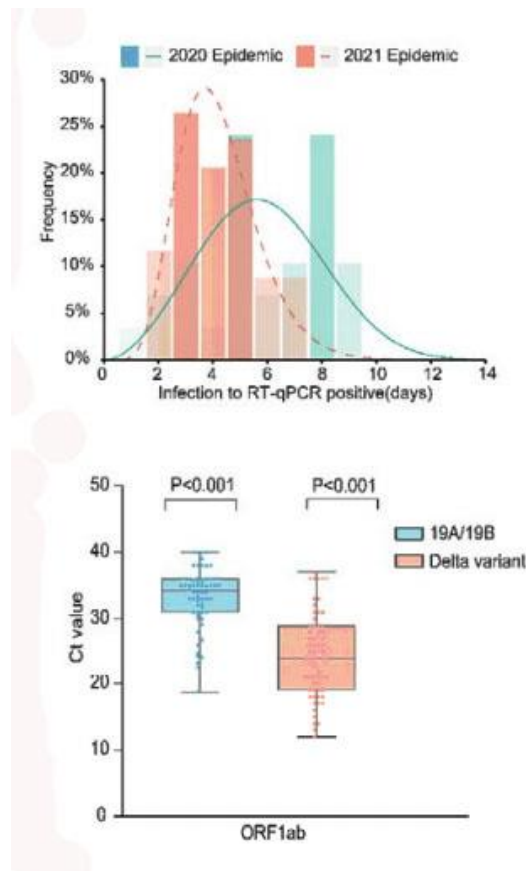 2020 Epidemic 2021 Epidemic
30%
25%
20%
15%
10%
5%
0%
Frequency
0 2 4 6 8 10 12 14
Infection to RT-qPCR positive(days)
P<0.001 P<0.001
19A/19B
Delta variant
50
40
30
20
10
0
Ct value
ORF1ab